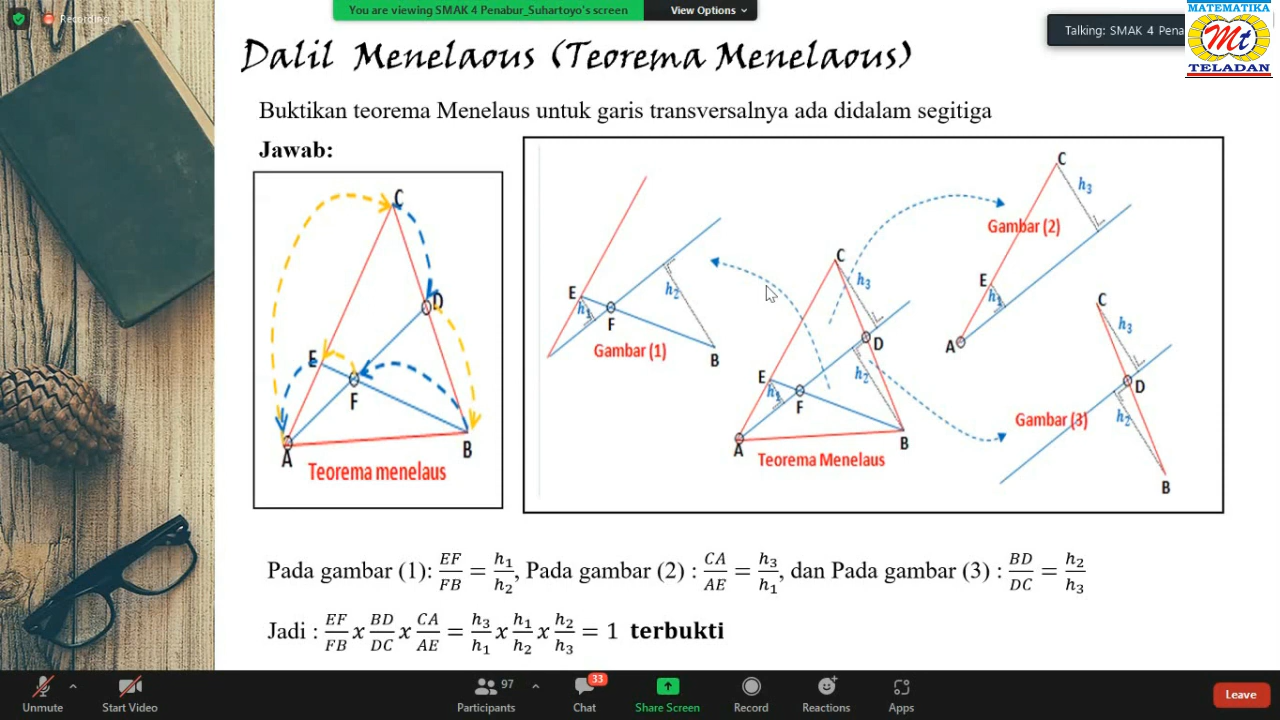 You are viewing SMAK 4 Penabur_Suhartoyo's screen
View Options
Recording
Talking: SMAK 4 Pena
MATEMATIKA
Mt
TELADAN
Dalil Menelaous (Teorema Menelaous)
Buktikan teorema Menelaus untuk garis transversalnya ada didalam segitiga
Jawab:
C
D
E
F
A
B
Teorema menelaus
E
h₁
F
h₂
B
Gambar (1)
C
h₃
D
E
h₁
F
h₂
A
B
Teorema Menelaus
C
h₃
Gambar (2)
E
h₁
A
C
h₃
D
Gambar (3)
h₂
B
Pada gambar (1): EF/FB = h₁/h₂, Pada gambar (2) : CA/AE = h₃/h₁, dan Pada gambar (3) : BD/DC = h₂/h₃
Jadi : EF/FB x BD/DC x CA/AE = h₃/h₁ x h₁/h₂ x h₂/h₃ = 1 terbukti
Unmute
Start Video
97
Participants
33
Chat
Share Screen
Record
Reactions
Apps
Leave